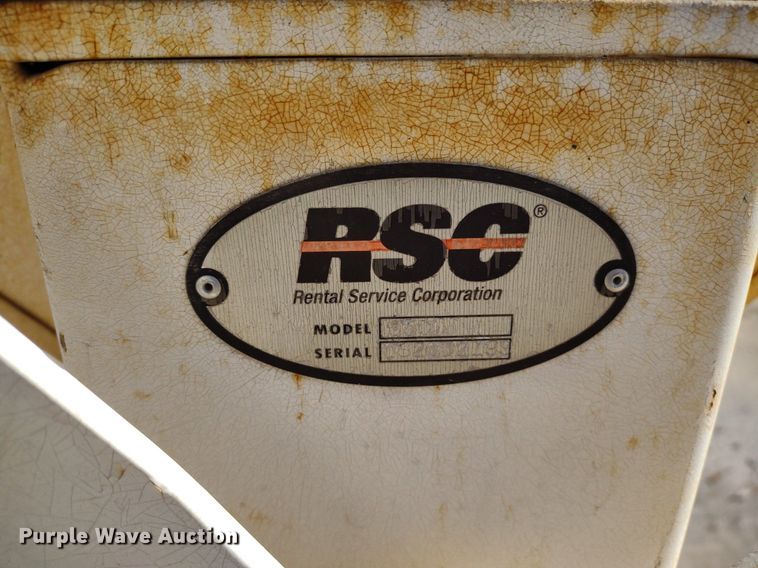 RSC®
Rental Service Corporation
MODEL
SERIAL
Purple Wave Auction